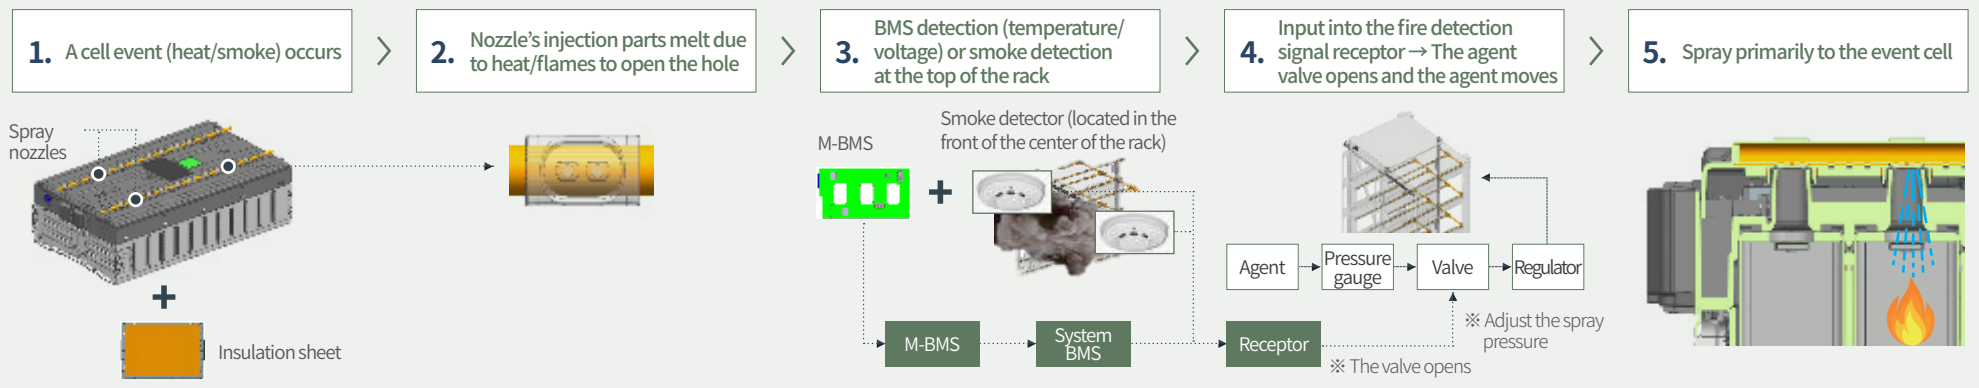 1. A cell event (heat/smoke) occurs
2. Nozzle's injection parts melt due
to heat/flames to open the hole
3. BMS detection (temperature/
voltage) or smoke detection
at the top of the rack
4. Input into the fire detection
signal receptor → The agent
valve opens and the agent moves
5. Spray primarily to the event cell
Spray
nozzles
Insulation sheet
M-BMS
Smoke detector (located in the
front of the center of the rack)
M-BMS
System
BMS
Receptor
Agent
Pressure
gauge
Valve
Regulator
※ Adjust the spray
pressure
※ The valve opens